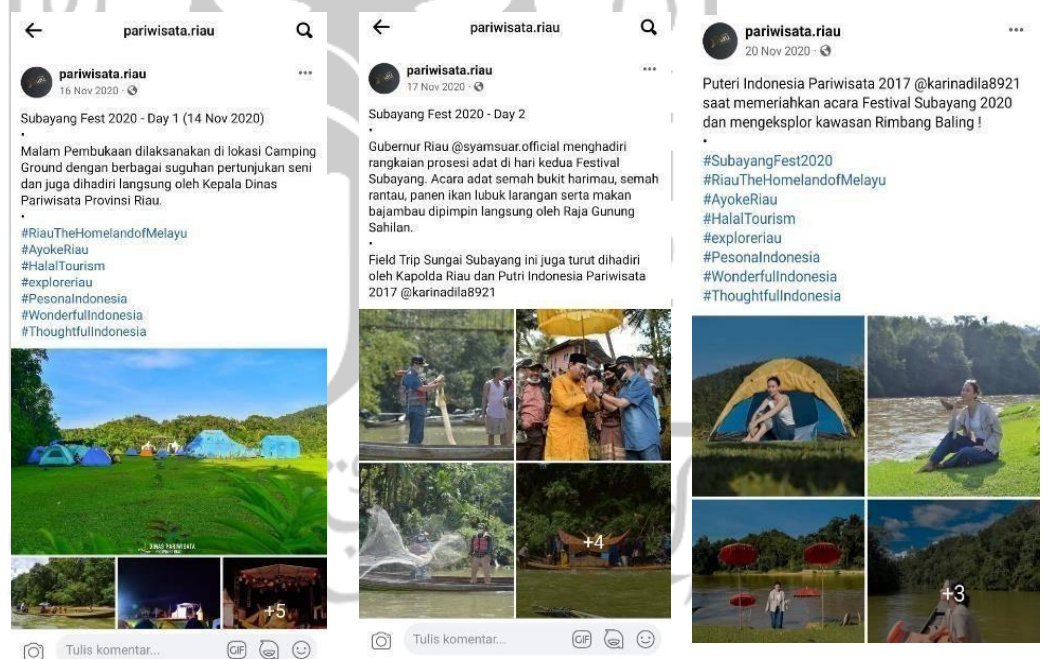 pariwisata.riau
pariwisata.riau
16 Nov 2020 ·
Subayang Fest 2020 - Day 1 (14 Nov 2020)
•
Malam Pembukaan dilaksanakan di lokasi Camping
Ground dengan berbagai suguhan pertunjukan seni
dan juga dihadiri langsung oleh Kepala Dinas
Pariwisata Provinsi Riau.
•
#RiauTheHomelandofMelayu
#AyokeRiau
#HalalTourism
#exploreriau
#PesonaIndonesia
#WonderfulIndonesia
#ThoughtfulIndonesia
DINAS PARIWISATA
+5
Tulis komentar...
GIF
pariwisata.riau
pariwisata.riau
17 Nov 2020 ·
Subayang Fest 2020 - Day 2
•
Gubernur Riau @syamsuar.official menghadiri
rangkaian prosesi adat di hari kedua Festival
Subayang. Acara adat semah bukit harimau, semah
rantau, panen ikan lubuk larangan serta makan
bajambau dipimpin langsung oleh Raja Gunung
Sahilan.
•
Field Trip Sungai Subayang ini juga turut dihadiri
oleh Kapolda Riau dan Putri Indonesia Pariwisata
2017 @karinadila8921
+4
Tulis komentar...
GIF
pariwisata.riau
20 Nov 2020 ·
Puteri Indonesia Pariwisata 2017 @karinadila8921
saat memeriahkan acara Festival Subayang 2020
dan mengeksplor kawasan Rimbang Baling !
•
#SubayangFest2020
#RiauTheHomelandofMelayu
#AyokeRiau
#HalalTourism
#exploreriau
#PesonaIndonesia
#WonderfulIndonesia
#ThoughtfulIndonesia
+3